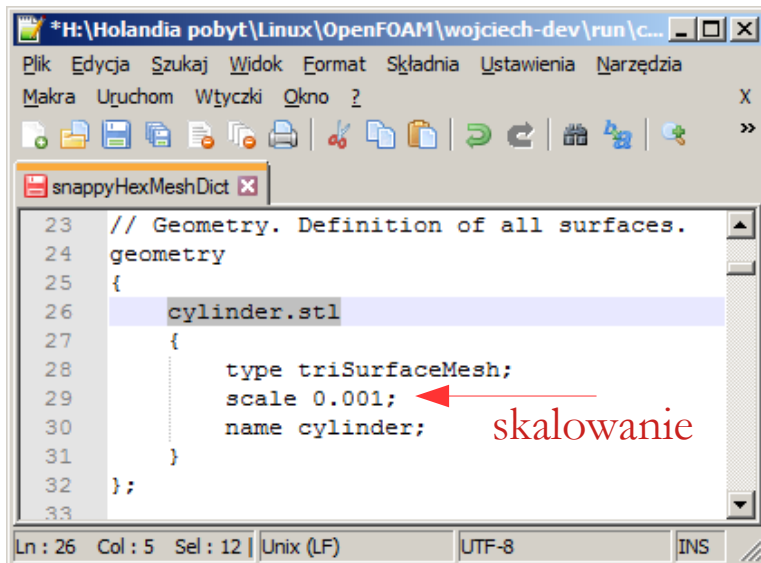 *H:\Holandia pobyt\Linux\OpenFOAM\wojciech-dev\run\c...
Plik Edycja Szukaj Widok Format Składnia Ustawienia Narzędzia
Makra Uruchom Wtyczki Okno ? X
snappyHexMeshDict
23 // Geometry. Definition of all surfaces.
24 geometry
25 {
26 cylinder.stl
27 {
28 type triSurfaceMesh;
29 scale 0.001;
skalowanie
30 name cylinder;
31 }
32 };
33
Ln : 26 Col : 5 Sel : 12 | Unix (LF) UTF-8 INS